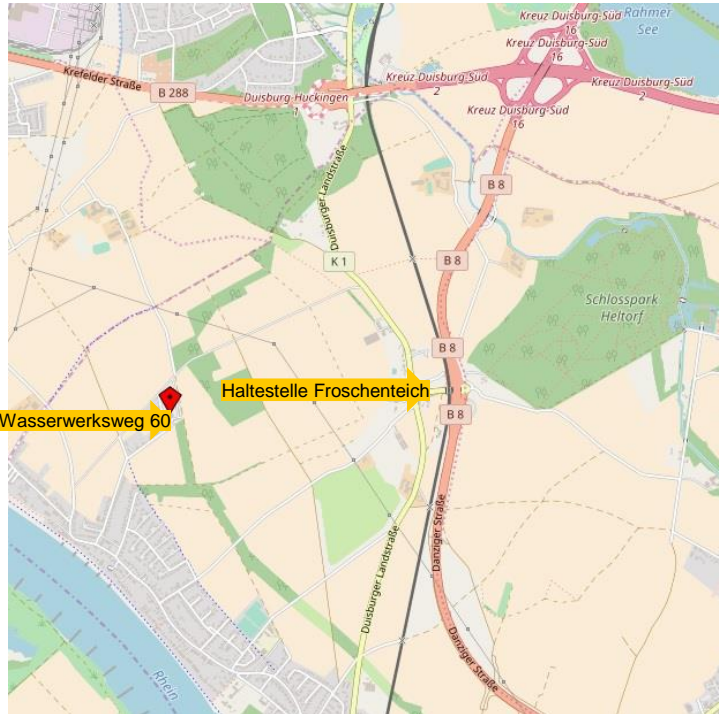 Kreuz Duisburg-Süd
16
Rahmer
See
Kreuz Duisburg-Süd
16
Krefelder Straße
B 288
Kreuz Duisburg-Süd
2
Kreuz Duisburg-Süd
2
Duisburg-Huckingen
1
Kreuz Duisburg-Süd
16
B 8
Duisburger Landstraße
K 1
B 8
Schlosspark
Heltorf
B 8
Haltestelle Froschenteich
B 8
Wasserwerksweg 60
Danziger Straße
Duisburger Landstraße
Danziger Straße
Rhein